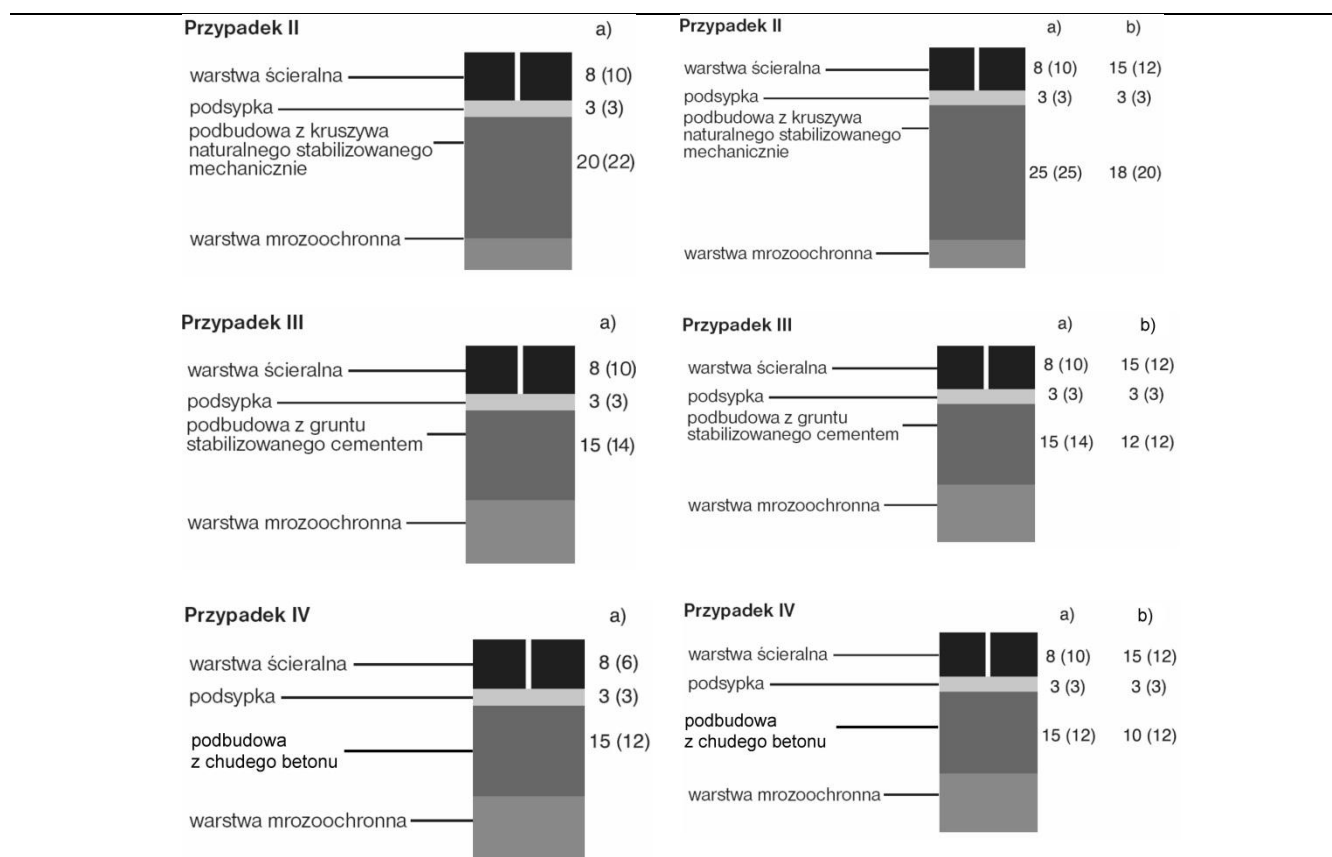 Przypadek II
a)
warstwa ścieralna
8 (10)
podsypka
3 (3)
podbudowa z kruszywa
naturalnego stabilizowanego
mechanicznie
20 (22)
warstwa mrozoochronna
Przypadek II
a) b)
warstwa ścieralna
8 (10) 15 (12)
podsypka
3 (3) 3 (3)
podbudowa z kruszywa
naturalnego stabilizowanego
mechanicznie
25 (25) 18 (20)
warstwa mrozoochronna
Przypadek III
a)
warstwa ścieralna
8 (10)
podsypka
3 (3)
podbudowa z gruntu
stabilizowanego cementem
15 (14)
warstwa mrozoochronna
Przypadek III
a) b)
warstwa ścieralna
8 (10) 15 (12)
podsypka
3 (3) 3 (3)
podbudowa z gruntu
stabilizowanego cementem
15 (14) 12 (12)
warstwa mrozoochronna
Przypadek IV
a)
warstwa ścieralna
8 (6)
podsypka
3 (3)
podbudowa
z chudego betonu
15 (12)
warstwa mrozoochronna
Przypadek IV
a) b)
warstwa ścieralna
8 (10) 15 (12)
podsypka
3 (3) 3 (3)
podbudowa
z chudego betonu
15 (12) 10 (12)
warstwa mrozoochronna